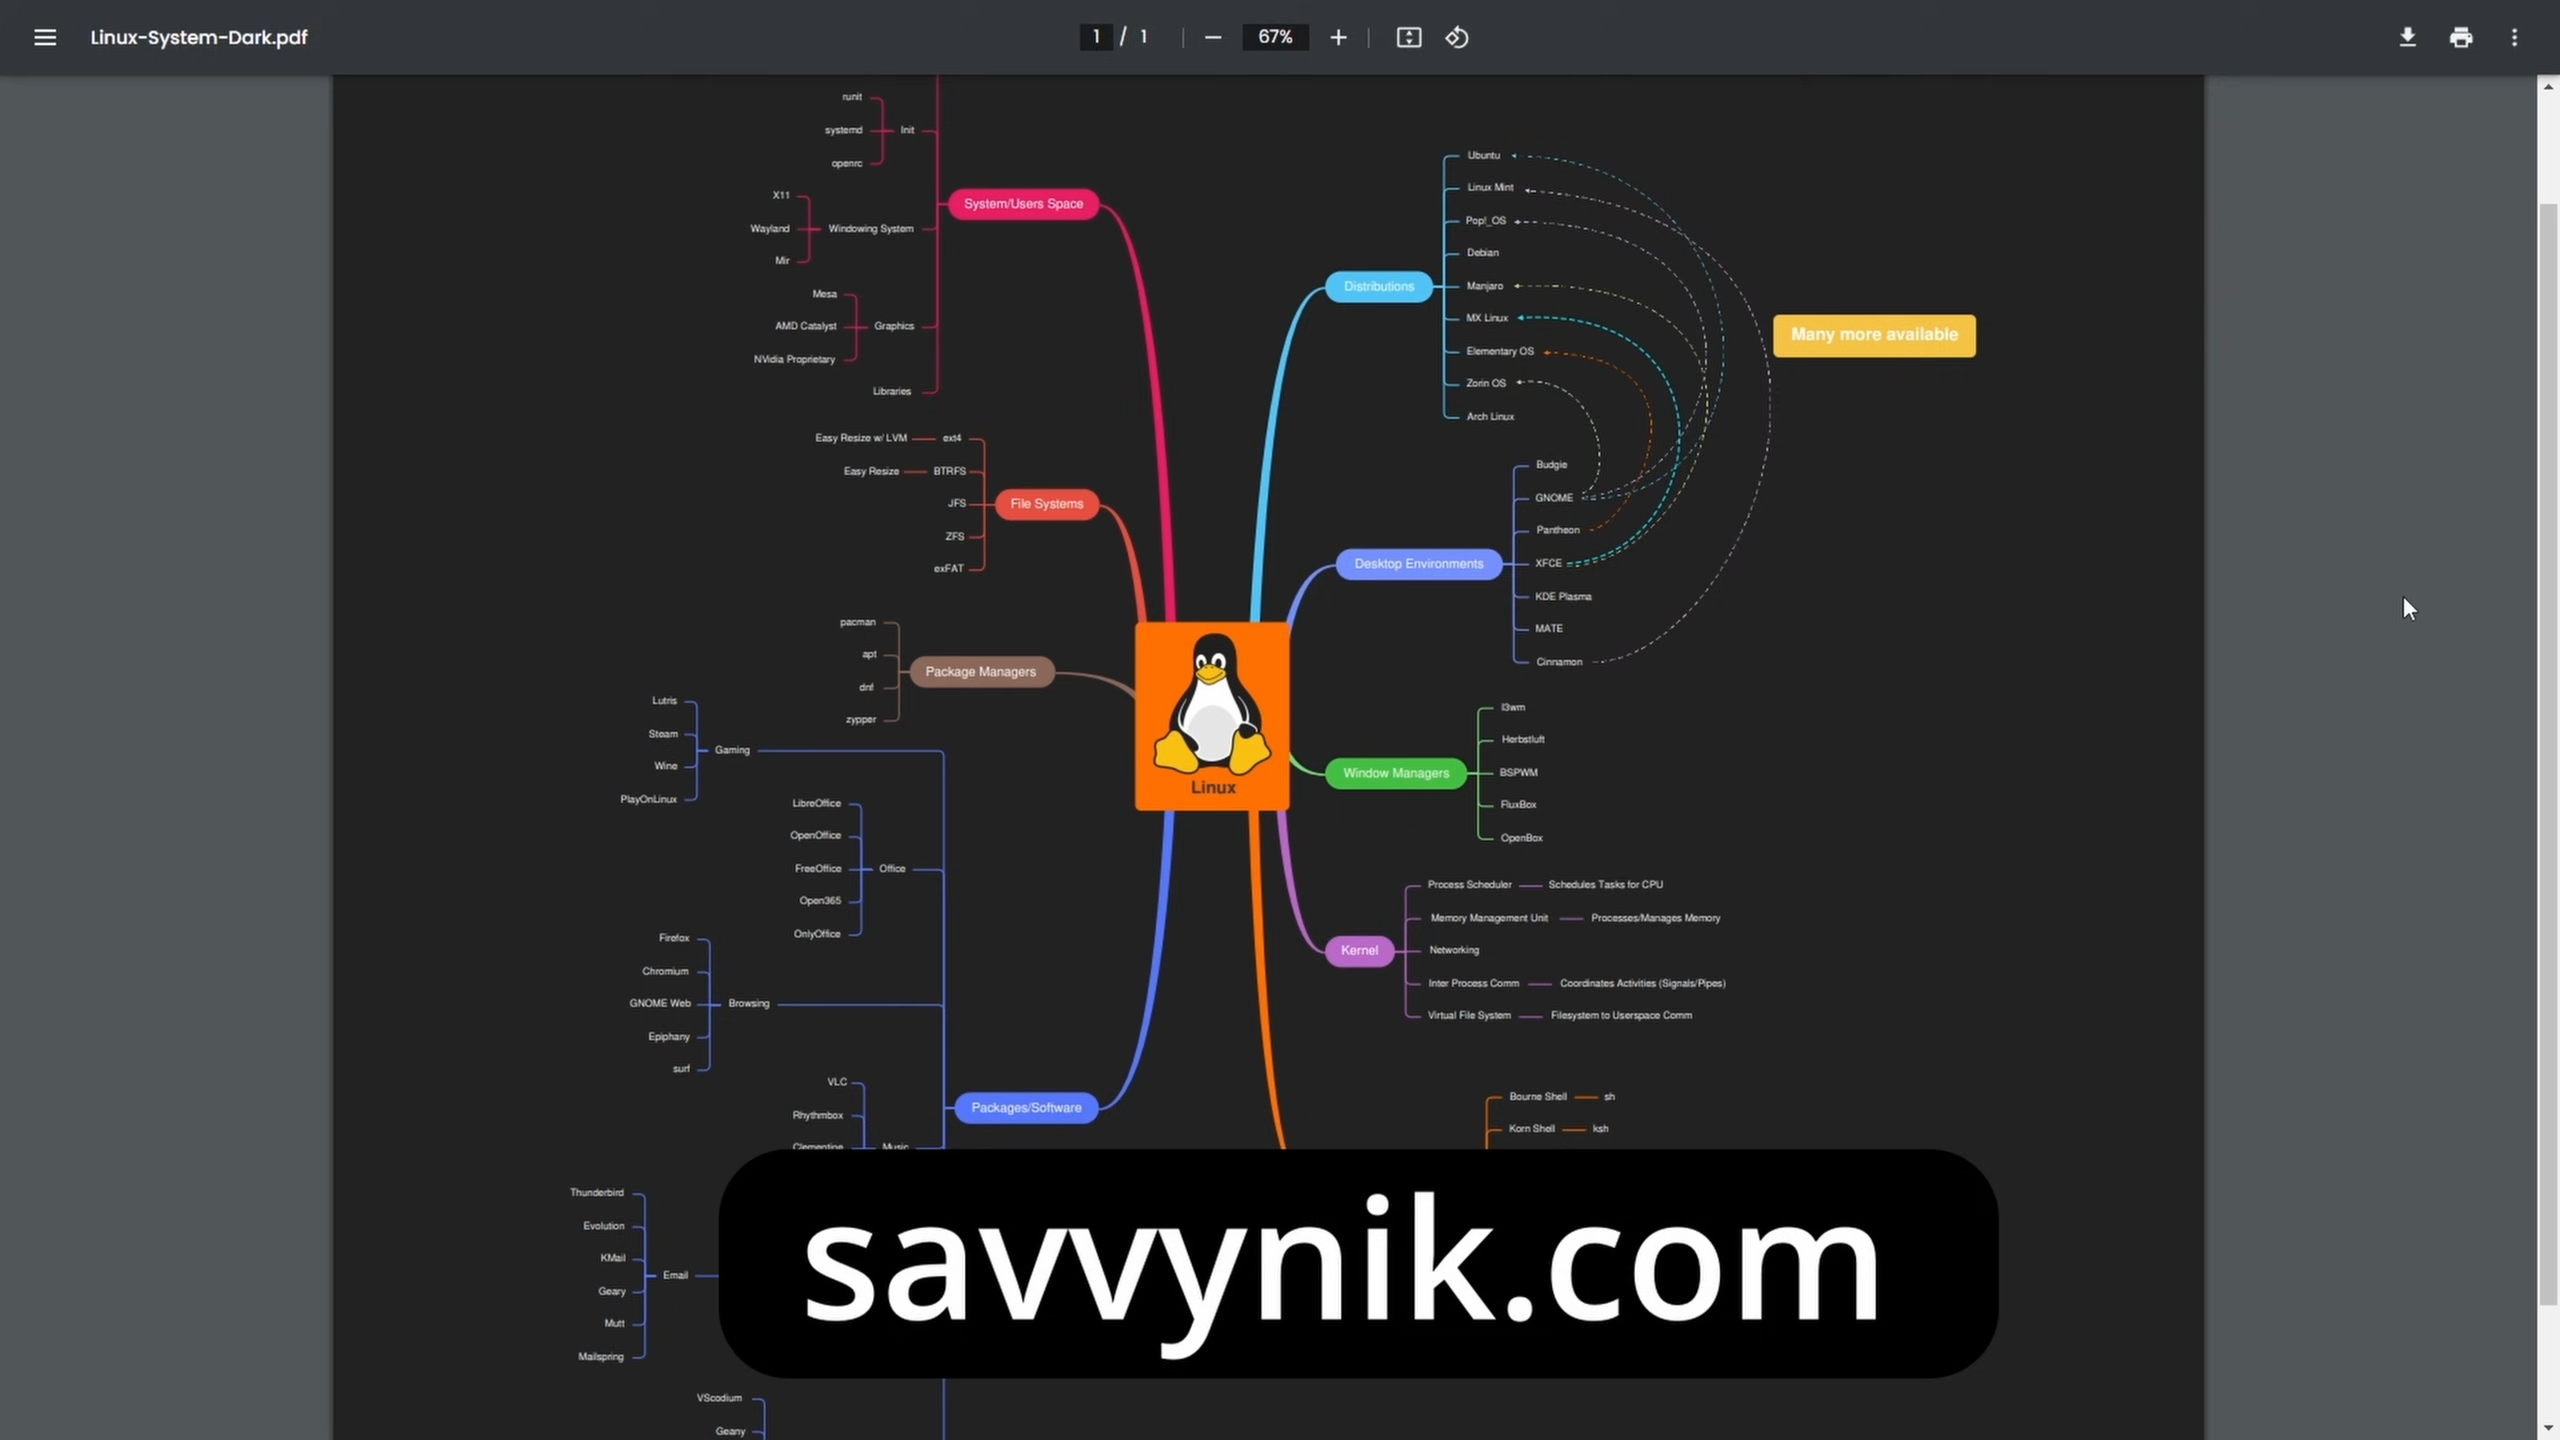 Linux-System-Dark.pdf
1 / 1
67%
runit
systemd
openrc
Init
X11
Wayland
Mir
Windowing System
Mesa
AMD Catalyst
NVidia Proprietary
Graphics
Libraries
System/Users Space
Easy Resize w/ LVM
ext4
Easy Resize
BTRFS
JFS
ZFS
exFAT
File Systems
pacman
apt
dnf
zypper
Package Managers
Lutris
Steam
Wine
PlayOnLinux
Gaming
LibreOffice
OpenOffice
FreeOffice
Open365
OnlyOffice
Office
Firefox
Chromium
GNOME Web
Epiphany
surf
Browsing
VLC
Rhythmbox
Clementine
Music
Packages/Software
Thunderbird
Evolution
KMail
Geary
Mutt
Mailspring
Email
VScodium
Geany
Linux
Distributions
Ubuntu
Linux Mint
Pop!_OS
Debian
Manjaro
MX Linux
Elementary OS
Zorin OS
Arch Linux
Many more available
Desktop Environments
Budgie
GNOME
Pantheon
XFCE
KDE Plasma
MATE
Cinnamon
Window Managers
I3wm
Herbstluft
BSPWM
FluxBox
OpenBox
Kernel
Process Scheduler
Schedules Tasks for CPU
Memory Management Unit
Processes/Manages Memory
Networking
Inter Process Comm
Coordinates Activities (Signals/Pipes)
Virtual File System
Filesystem to Userspace Comm
Bourne Shell
sh
Korn Shell
ksh
savvynik.com